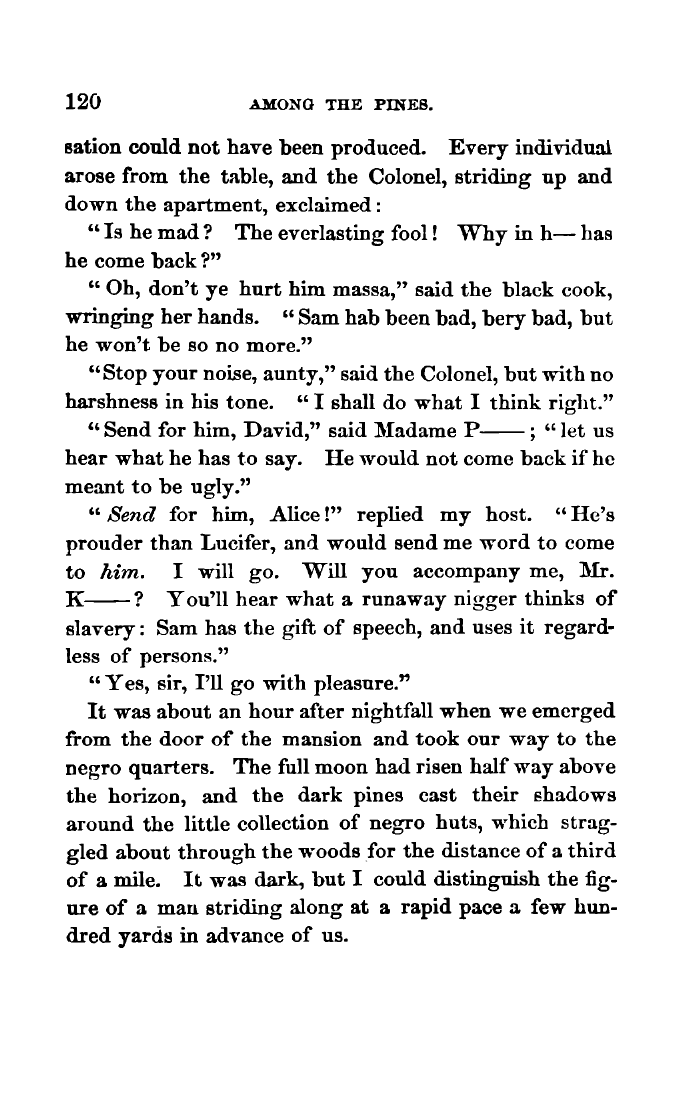 120 AMONG THE PINES.
sation could not have been produced. Every individual
arose from the table, and the Colonel, striding up and
down the apartment, exclaimed :
“Is he mad ? The everlasting fool ! Why in h— has
he come back ?”
“ Oh, don’t ye hurt him massa,” said the black cook,
wringing her hands. “ Sam hab been bad, bery bad, but
he won’t be so no more.”
“Stop your noise, aunty,” said the Colonel, but with no
harshness in his tone. “ I shall do what I think right.”
“ Send for him, David,” said Madame P—— ; “ let us
hear what he has to say. He would not come back if he
meant to be ugly.”
“ Send for him, Alice !” replied my host. “ He’s
prouder than Lucifer, and would send me word to come
to him. I will go. Will you accompany me, Mr.
K—— ? You’ll hear what a runaway nigger thinks of
slavery : Sam has the gift of speech, and uses it regard-
less of persons.”
“ Yes, sir, I’ll go with pleasure.”
It was about an hour after nightfall when we emerged
from the door of the mansion and took our way to the
negro quarters. The full moon had risen half way above
the horizon, and the dark pines cast their shadows
around the little collection of negro huts, which strag-
gled about through the woods for the distance of a third
of a mile. It was dark, but I could distinguish the fig-
ure of a man striding along at a rapid pace a few hun-
dred yards in advance of us.